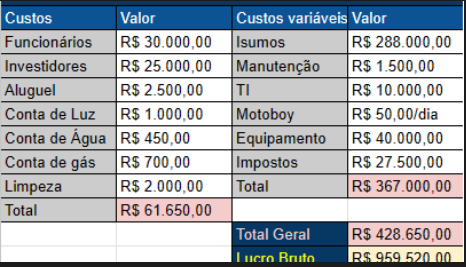 Custos Valor Custos variáveis Valor
Funcionários R$ 30.000,00 Isumos R$ 288.000,00
Investidores R$ 25.000,00 Manutenção R$ 1.500,00
Aluguel R$ 2.500,00 TI R$ 10.000,00
Conta de Luz R$ 1.000,00 Motoboy R$ 50,00/dia
Conta de Água R$ 450,00 Equipamento R$ 40.000,00
Conta de gás R$ 700,00 Impostos R$ 27.500,00
Limpeza R$ 2.000,00 Total R$ 367.000,00
Total R$ 61.650,00
Total Geral R$ 428.650,00
Lucro Bruto R$ 959.520,00